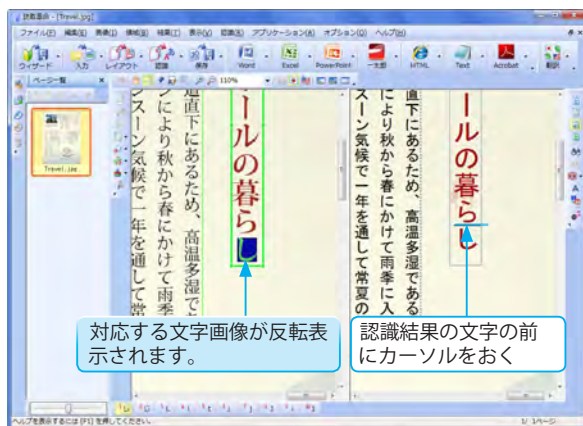 読取革命 - [Travel.jpg]
ファイル(F) 編集(E) 画像(I) 領域(B) 結果(T) 表示(V) 認識(R) アプリケーション(A) オプション(O) ヘルプ(H)
ウィザード 入力 レイアウト 認識 保存 Word Excel PowerPoint 一太郎 HTML Text Acrobat 翻訳
ページ一覧
110%
Travel.jpg
ールの暮らし
道直下にあるため、高温多湿で
により秋から春にかけて雨季
スーン気候で一年を通して常
ールの暮らし
直下にあるため、高温多湿である
により秋から春にかけて雨季に入
スーン気候で一年を通して常夏の
対応する文字画像が反転表
示されます。
認識結果の文字の前
にカーソルをおく
ヘルプを表示するには [F1] を押してください。
1/ 1ページ